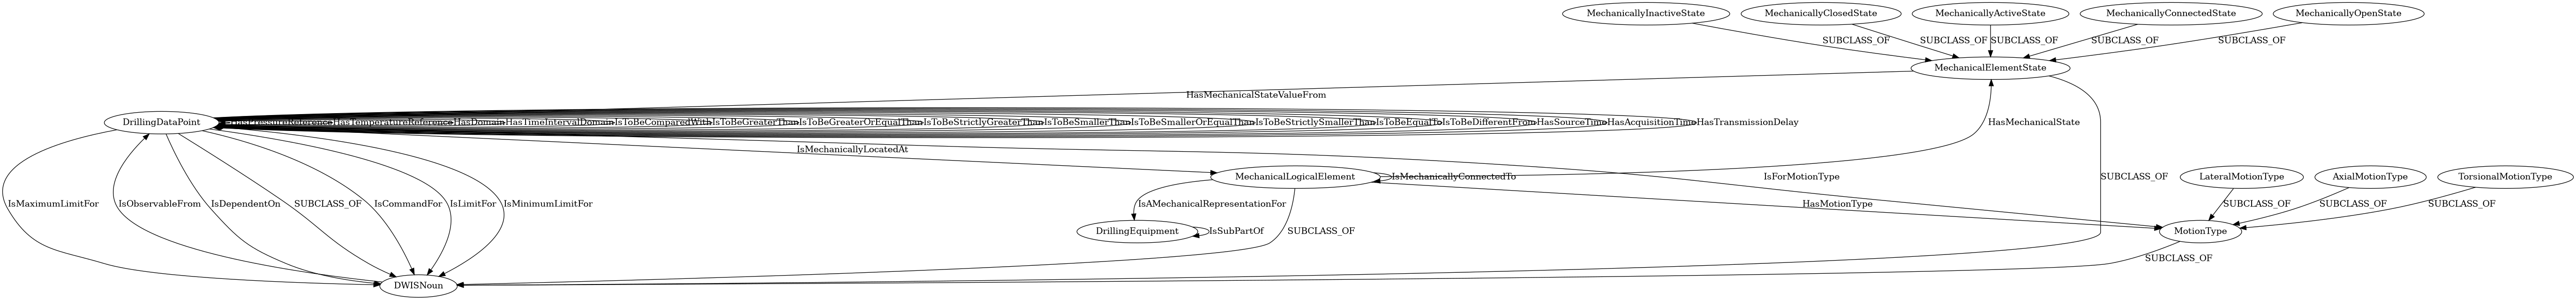 MechanicallyInactiveState
MechanicallyClosedState
MechanicallyActiveState
MechanicallyConnectedState
MechanicallyOpenState
SUBCLASS_OF
SUBCLASS_OF
SUBCLASS_OF
SUBCLASS_OF
SUBCLASS_OF
MechanicalElementState
HasMechanicalStateValueFrom
DrillingDataPoint
HasPressureReference
HasTemperatureReference
HasDomain
HasTimeIntervalDomain
IsToBeComparedWith
IsToBeGreaterThan
IsToBeGreaterOrEqualThan
IsToBeStrictlyGreaterThan
IsToBeSmallerThan
IsToBeSmallerOrEqualThan
IsToBeStrictlySmallerThan
IsToBeEqualTo
IsToBeDifferentFrom
HasSourceTime
HasAcquisitionTime
HasTransmissionDelay
HasMechanicalState
IsMechanicallyLocatedAt
MechanicalLogicalElement
IsMechanicallyConnectedTo
IsForMotionType
SUBCLASS_OF
LateralMotionType
AxialMotionType
TorsionalMotionType
IsMaximumLimitFor
IsObservableFrom
IsDependentOn
SUBCLASS_OF
IsCommandFor
IsLimitFor
IsMinimumLimitFor
IsAMechanicalRepresentationFor
HasMotionType
SUBCLASS_OF
SUBCLASS_OF
SUBCLASS_OF
DrillingEquipment
IsSubPartOf
SUBCLASS_OF
MotionType
SUBCLASS_OF
DWISNoun